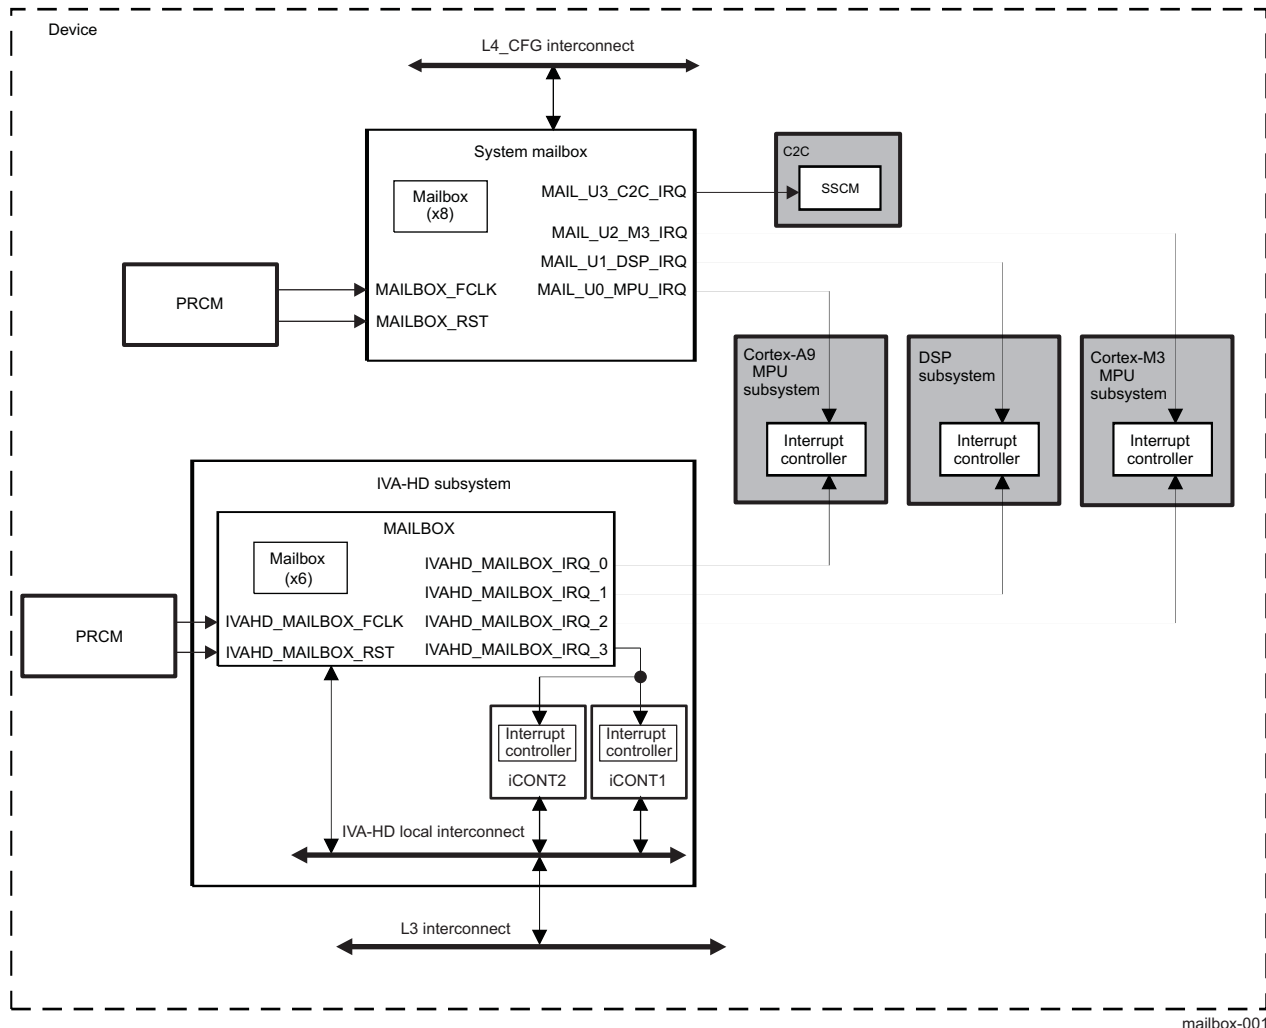 Device
L4_CFG interconnect
System mailbox
Mailbox
(x8)
MAIL_U3_C2C_IRQ
MAIL_U2_M3_IRQ
MAIL_U1_DSP_IRQ
MAIL_U0_MPU_IRQ
MAILBOX_FCLK
MAILBOX_RST
PRCM
C2C
SSCM
Cortex-A9
MPU
subsystem
Interrupt
controller
DSP
subsystem
Interrupt
controller
Cortex-M3
MPU
subsystem
Interrupt
controller
IVA-HD subsystem
MAILBOX
Mailbox
(x6)
IVAHD_MAILBOX_IRQ_0
IVAHD_MAILBOX_IRQ_1
IVAHD_MAILBOX_IRQ_2
IVAHD_MAILBOX_IRQ_3
IVAHD_MAILBOX_FCLK
IVAHD_MAILBOX_RST
PRCM
Interrupt
controller
iCONT2
Interrupt
controller
iCONT1
IVA-HD local interconnect
L3 interconnect
mailbox-001